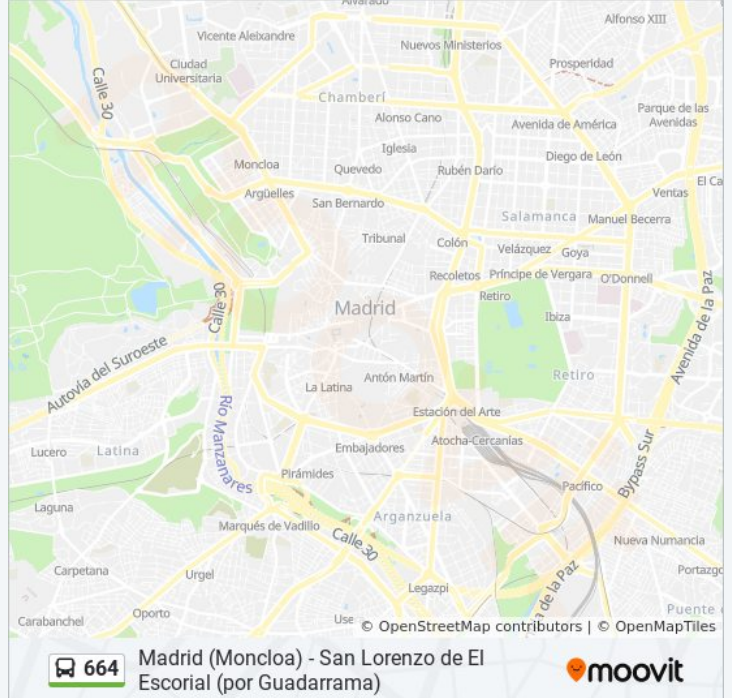 Alvarado
Alfonso XIII
Vicente Aleixandre
Nuevos Ministerios
Ciudad
Universitaria
Prosperidad
Calle 30
Chamberí
Parque de las
Avenidas
Alonso Cano
Avenida de América
Iglesia
Diego de León
Moncloa
Quevedo
Rubén Darío
El Ca
Argüelles
Ventas
San Bernardo
Salamanca
Manuel Becerra
Tribunal
Colón
Velázquez
Goya
Recoletos
Príncipe de Vergara
O'Donnell
Calle 30
Retiro
Madrid
Ibiza
Avenida de la Paz
Autovía del Suroeste
La Latina
Antón Martín
Retiro
Estación del Arte
Río Manzanares
Atocha-Cercanías
Lucero
Latina
Embajadores
Bypass Sur
Pirámides
Pacífico
Laguna
Marqués de Vadillo
Arganzuela
Calle 30
Nueva Numancia
Carpetana
Urgel
Legazpi
a de la Paz
Portazgo
Carabanchel
Oporto
Use
Puente
© OpenStreetMap contributors | © OpenMapTiles
664
Madrid (Moncloa) - San Lorenzo de El
Escorial (por Guadarrama)
moovit